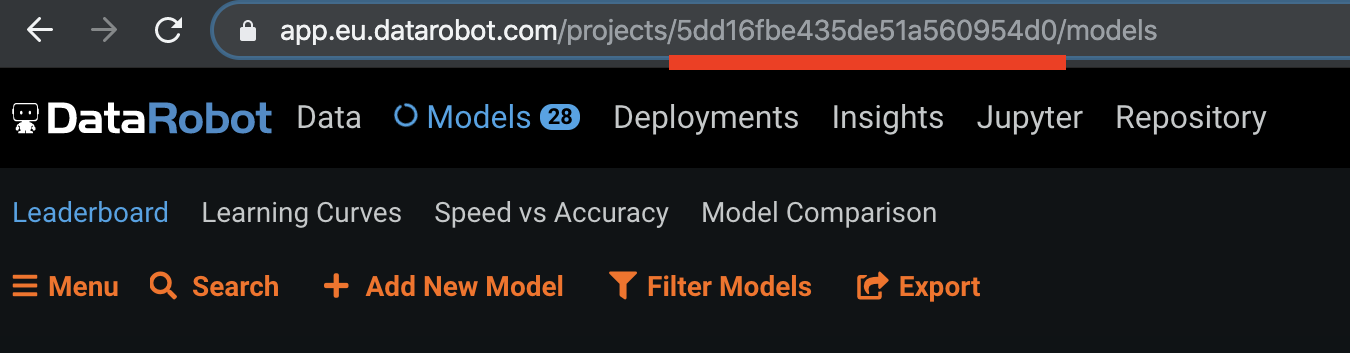 app.eu.datarobot.com/projects/5dd16fbe435de51a560954d0/models
DataRobot Data Models 28 Deployments Insights Jupyter Repository
Leaderboard Learning Curves Speed vs Accuracy Model Comparison
Menu Search Add New Model Filter Models Export